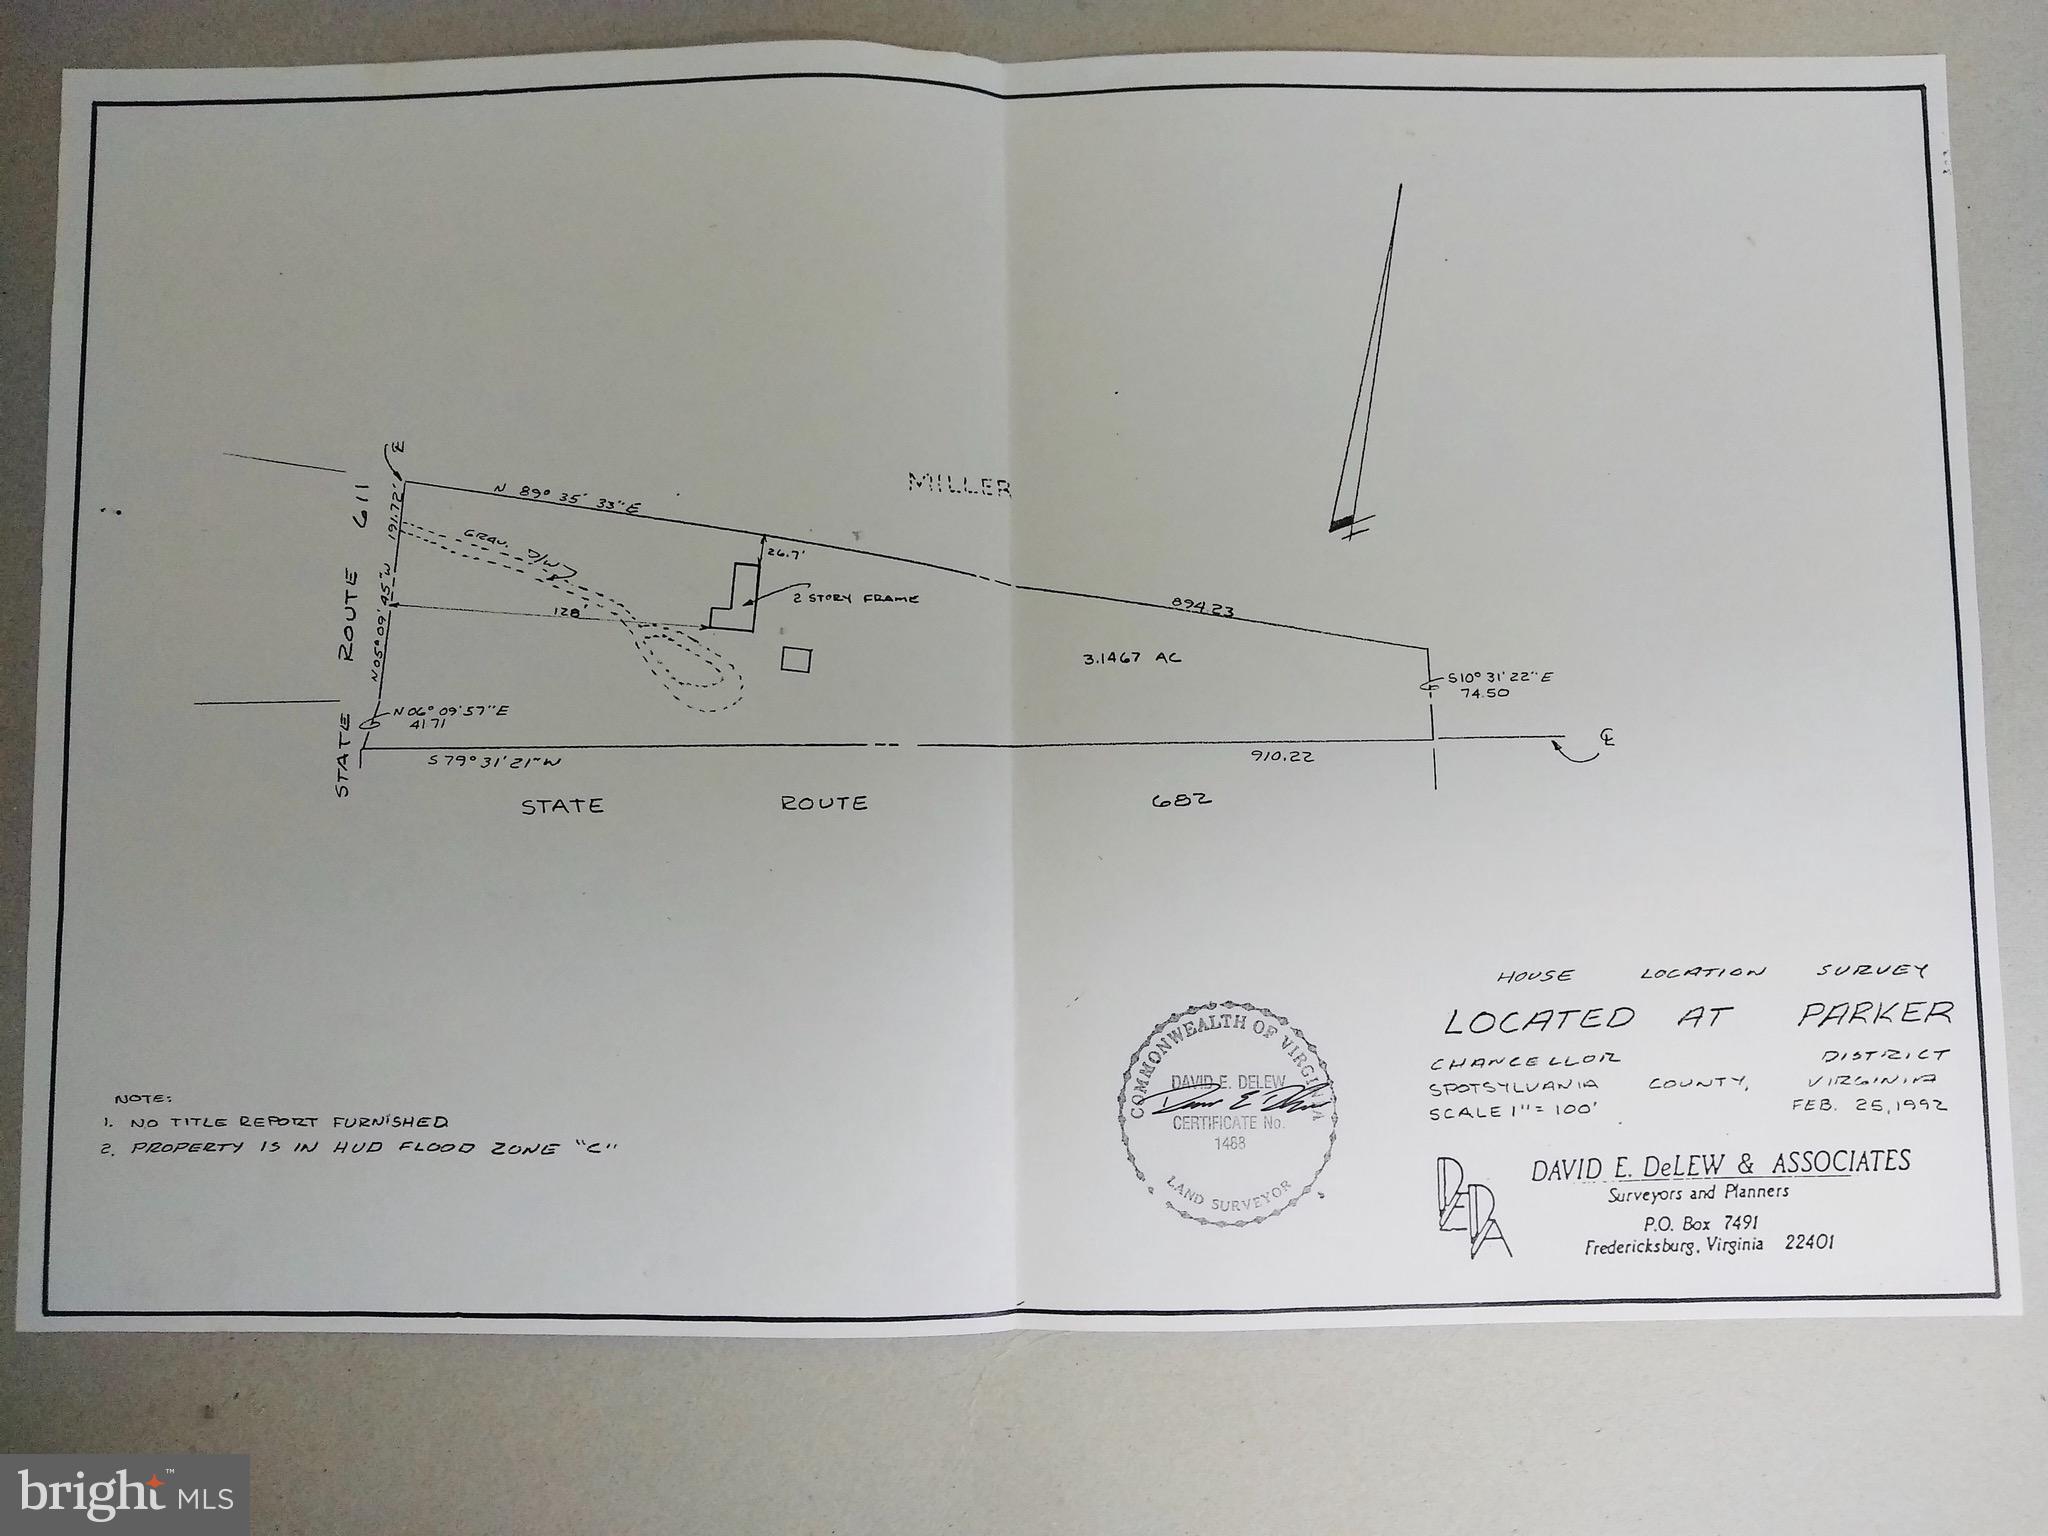 MILLER
N 89° 35' 33" E
894.23
STATE ROUTE 611
191.72'
N05° 09' 45" W
GRAV. D/W
26.7'
2 STORY FRAME
128'
3.1467 AC
S10° 31' 22" E
74.50
N06° 09' 57" E
41.71
S 79° 31' 21" W
910.22
STATE ROUTE 682
HOUSE LOCATION SURVEY
LOCATED AT PARKER
CHANCELLOR DISTRICT
SPOTSYLVANIA COUNTY, VIRGINIA
SCALE 1" = 100' FEB. 25, 1992
COMMONWEALTH OF VIRGINIA
DAVID E. DELEW
CERTIFICATE No.
1488
LAND SURVEYOR
DEDA
DAVID E. DeLEW & ASSOCIATES
Surveyors and Planners
P.O. Box 7491
Fredericksburg, Virginia 22401
NOTE:
1. NO TITLE REPORT FURNISHED
2. PROPERTY IS IN HUD FLOOD ZONE "C"
bright™ MLS